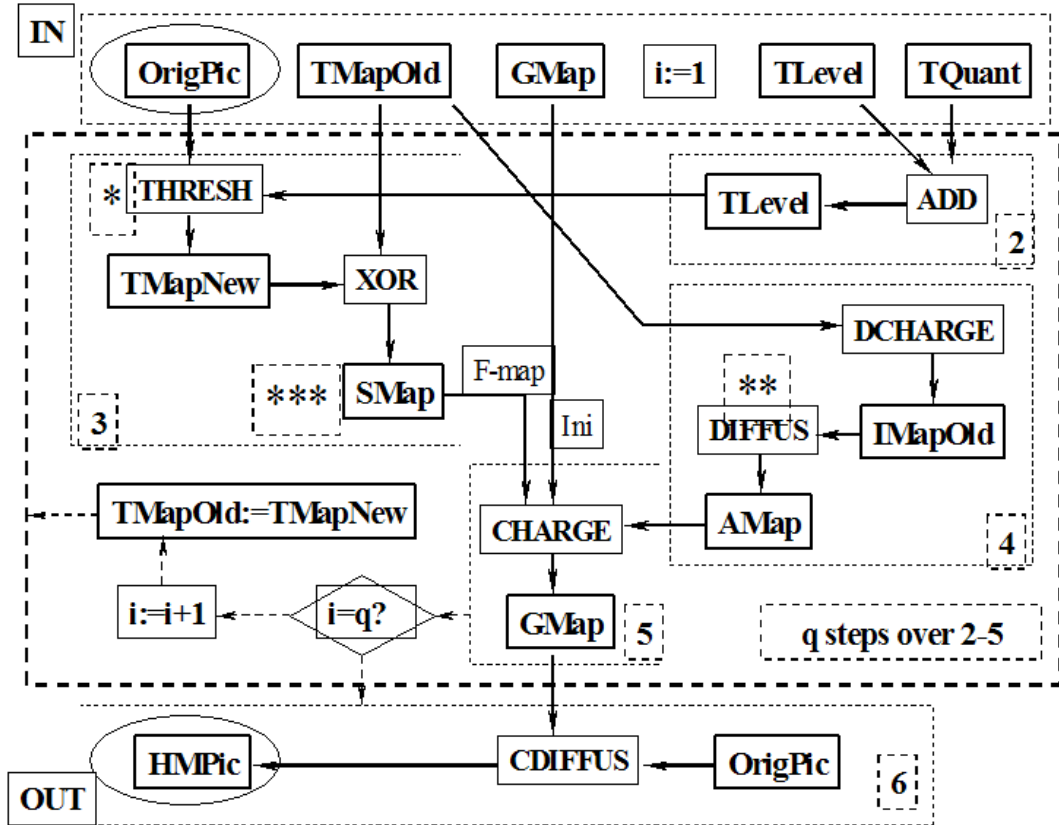 IN
OrigPic
TMapOld
GMap
i:=1
TLevel
TQuant
*
THRESH
TLevel
ADD
2
TMapNew
XOR
DCHARGE
***
SMap
F-map
**
3
Ini
DIFFUS
IMapOld
TMapOld:=TMapNew
CHARGE
AMap
4
i:=i+1
i=q?
GMap
5
q steps over 2-5
HMPic
CDIFFUS
OrigPic
6
OUT